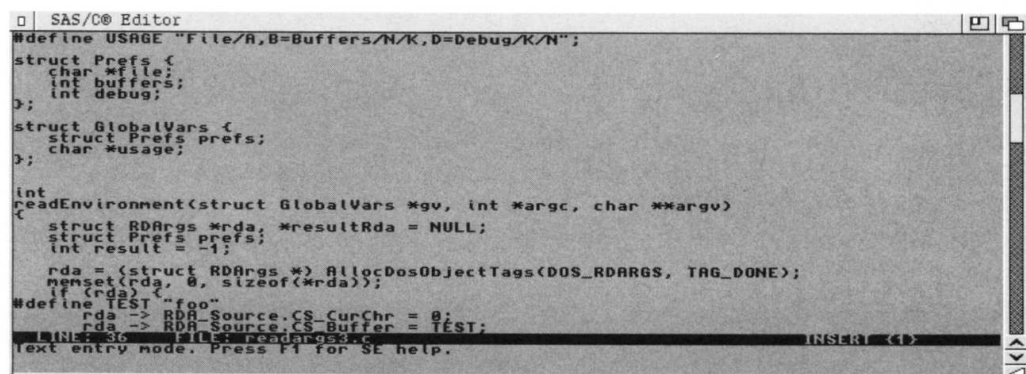 SAS/C® Editor
#define USAGE "File/A,B=Buffers/N/K,D=Debug/K/N";
struct Prefs {
char *file;
int buffers;
int debug;
};
struct GlobalVars {
struct Prefs prefs;
char *usage;
};
int
readEnvironment(struct GlobalVars *gv, int *argc, char **argv)
{
struct RDArgs *rda, *resultRda = NULL;
struct Prefs prefs;
int result = -1;
rda = (struct RDArgs *) AllocDosObjectTags(DOS_RDARGS, TAG_DONE);
memset(rda, 0, sizeof(*rda));
if (rda) {
#define TEST "foo"
rda -> RDA_Source.CS_CurChr = 0;
rda -> RDA_Source.CS_Buffer = TEST;
LINE: 36 FILE: readargs3.c INSERT {1}
Text entry mode. Press F1 for SE help.